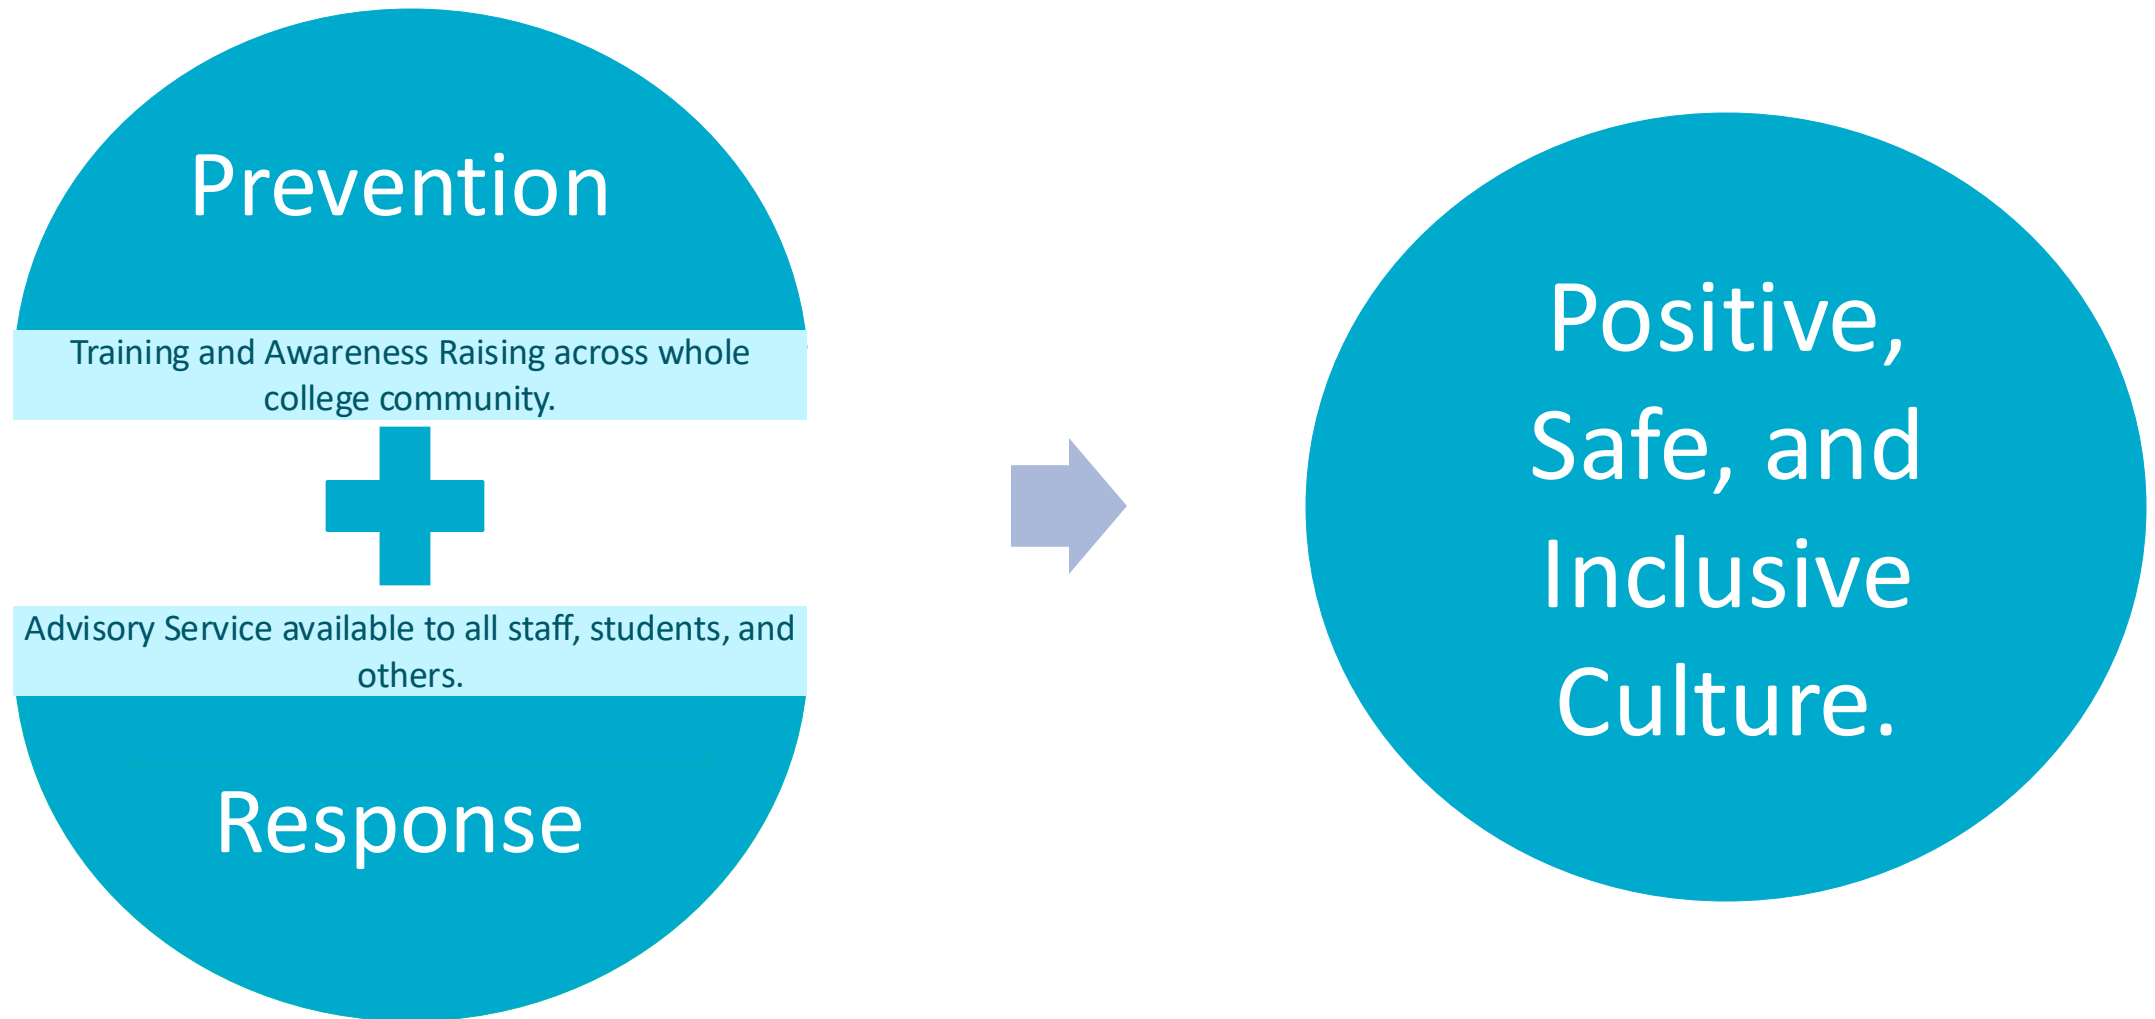 Prevention
Training and Awareness Raising across whole
college community.
Advisory Service available to all staff, students, and
others.
Response
Positive,
Safe, and
Inclusive
Culture.